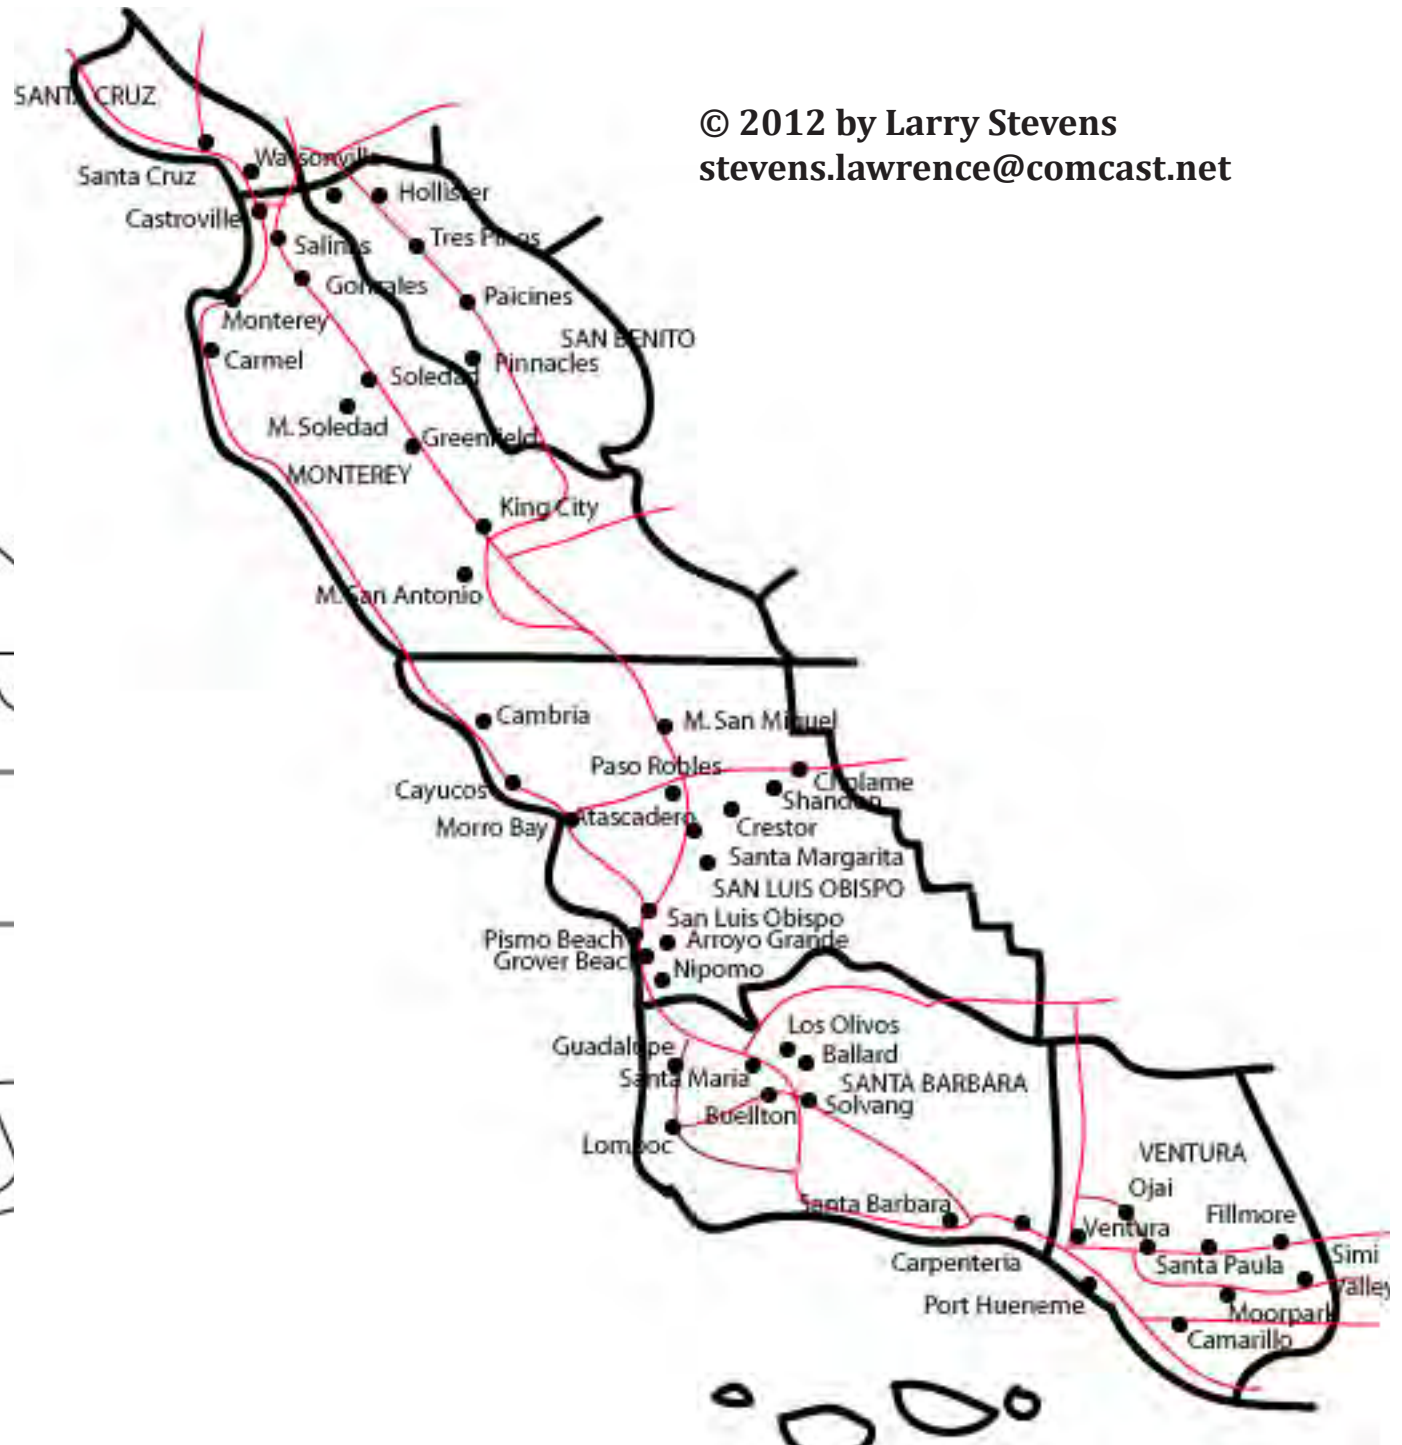 © 2012 by Larry Stevens
stevens.lawrence@comcast.net
SANTA CRUZ
Watsonville
Santa Cruz
Hollister
Castroville
Salinas
Tres Pinos
Gonzales
Paicines
Monterey
SAN BENITO
Carmel
Pinnacles
Soledad
M. Soledad
Greenfield
MONTEREY
King City
M. San Antonio
Cambria
M. San Miguel
Paso Robles
Cholame
Cayucos
Shandon
Atascadero
Morro Bay
Crestor
Santa Margarita
SAN LUIS OBISPO
San Luis Obispo
Pismo Beach
Arroyo Grande
Grover Beach
Nipomo
Los Olivos
Guadalupe
Ballard
Santa Maria
SANTA BARBARA
Solvang
Buellton
Lompoc
VENTURA
Ojai
Santa Barbara
Fillmore
Ventura
Simi
Valley
Carpenteria
Santa Paula
Port Hueneme
Moorpark
Camarillo